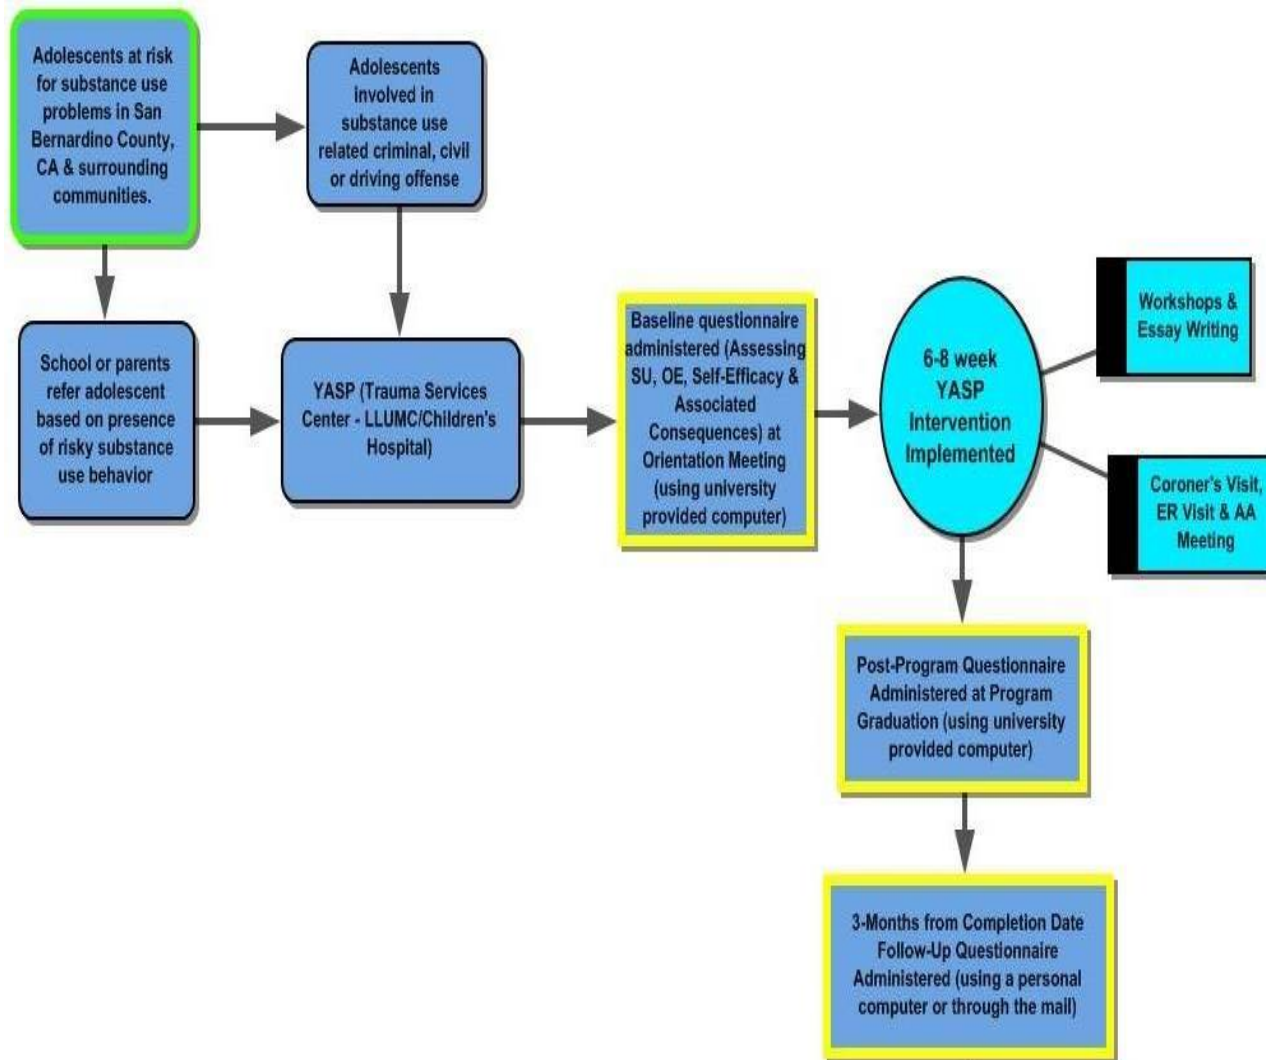 Adolescents at risk
for substance use
problems in San
Bernardino County,
CA & surrounding
communities.
Adolescents
involved in
substance use
related criminal, civil
or driving offense
School or parents
refer adolescent
based on presence
of risky substance
use behavior
YASP (Trauma Services
Center - LLUMC/Children's
Hospital)
Baseline questionnaire
administered (Assessing
SU, OE, Self-Efficacy &
Associated
Consequences) at
Orientation Meeting
(using university
provided computer)
6-8 week
YASP
Intervention
Implemented
Workshops &
Essay Writing
Coroner's Visit,
ER Visit & AA
Meeting
Post-Program Questionnaire
Administered at Program
Graduation (using university
provided computer)
3-Months from Completion Date
Follow-Up Questionnaire
Administered (using a personal
computer or through the mail)